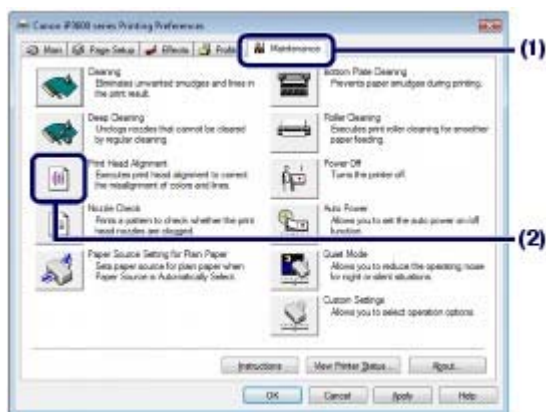 Canon iP3600 series Printing Preferences
Main Page Setup Effects Profiles Maintenance
(1)
Cleaning
Eliminates unwanted smudges and lines in
the print result.
Bottom Plate Cleaning
Prevents paper smudges during printing.
Deep Cleaning
Unclogs nozzles that cannot be cleared
by regular cleaning.
Roller Cleaning
Executes print roller cleaning for smoother
paper feeding.
Print Head Alignment
Executes print head alignment to correct
the misalignment of colors and lines.
Power Off
Turns the printer off.
Nozzle Check
Prints a pattern to check whether the print
head nozzles are clogged.
Auto Power
Allows you to set the auto power on/off
function.
(2)
Paper Source Setting for Plain Paper
Sets paper source for plain paper when
Paper Source is Automatically Select.
Quiet Mode
Allows you to reduce the operating noise
for night or silent situations.
Custom Settings
Allows you to select operation options.
Instructions View Printer Status... About...
OK Cancel Apply Help